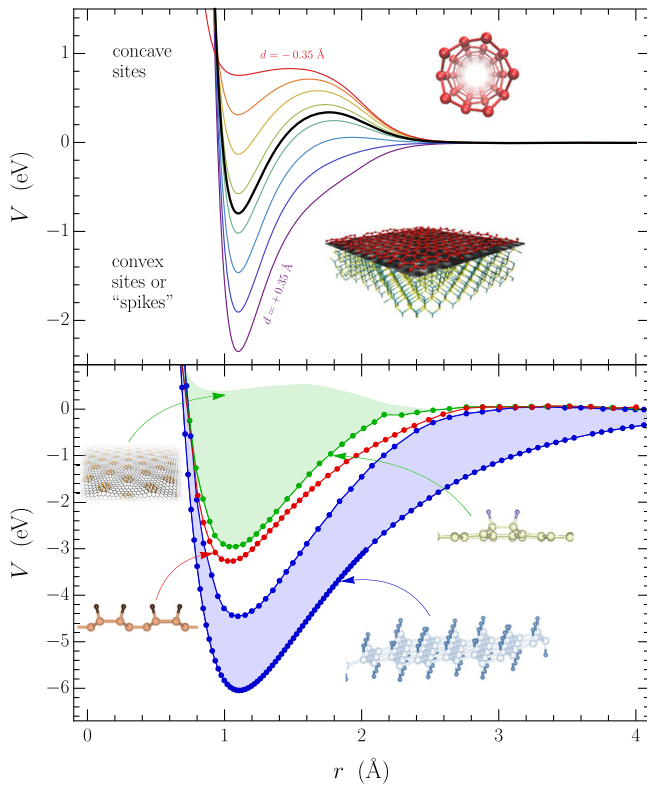 1
0
−1
−2
V (eV)
concave
sites
d = −0.35 Å
convex
sites or
“spikes”
d = +0.35 Å
0
−1
−2
−3
−4
−5
−6
V (eV)
0 1 2 3 4
r (Å)